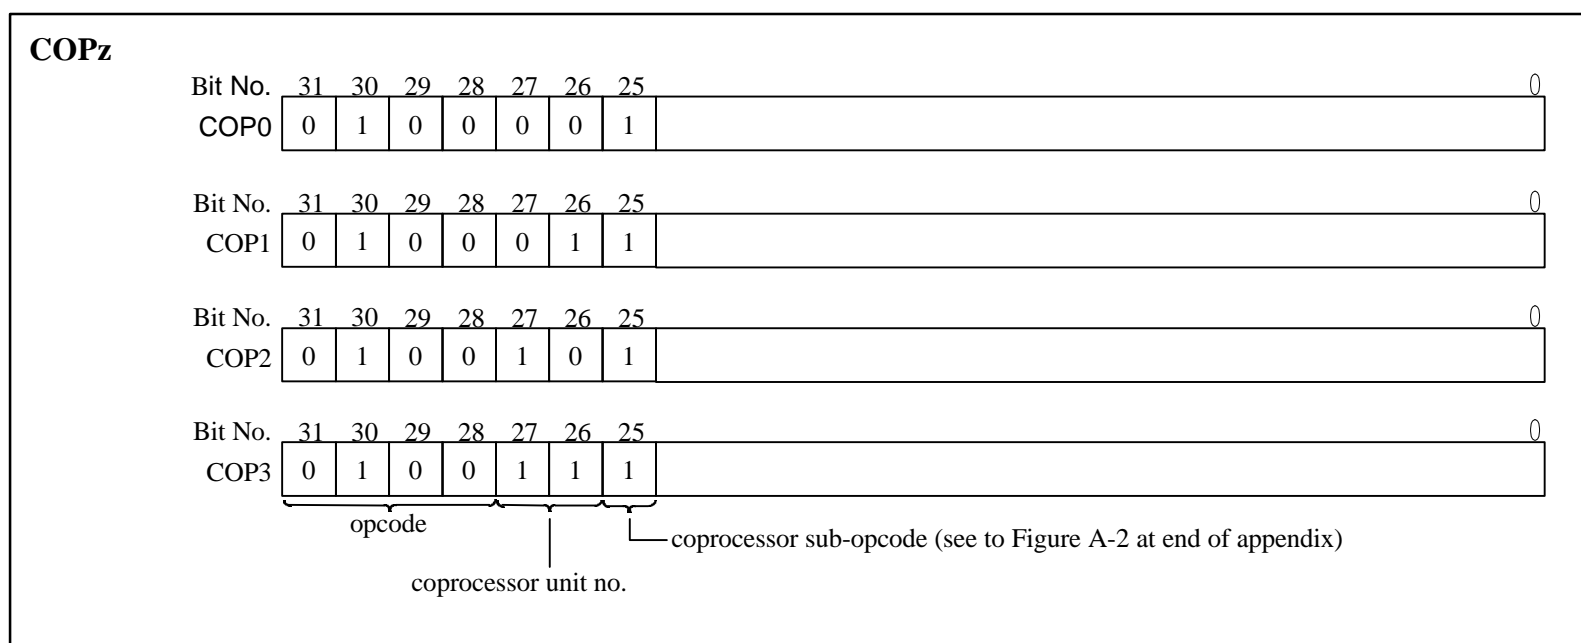 COPz
Bit No. 31 30 29 28 27 26 25 0
COP0 0 1 0 0 0 0 1
Bit No. 31 30 29 28 27 26 25 0
COP1 0 1 0 0 0 1 1
Bit No. 31 30 29 28 27 26 25 0
COP2 0 1 0 0 1 0 1
Bit No. 31 30 29 28 27 26 25 0
COP3 0 1 0 0 1 1 1
opcode
coprocessor sub-opcode (see to Figure A-2 at end of appendix)
coprocessor unit no.